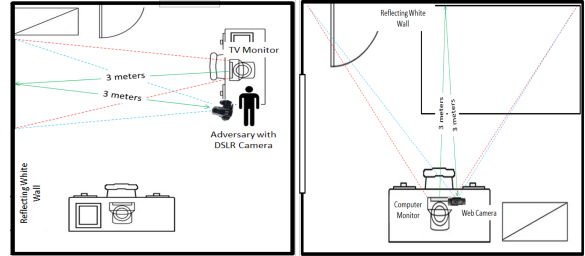 TV Monitor
3 meters
3 meters
Adversary with
DSLR Camera
Reflecting White
Wall
Reflecting White
Wall
3 meters
3 meters
Computer
Monitor
Web Camera